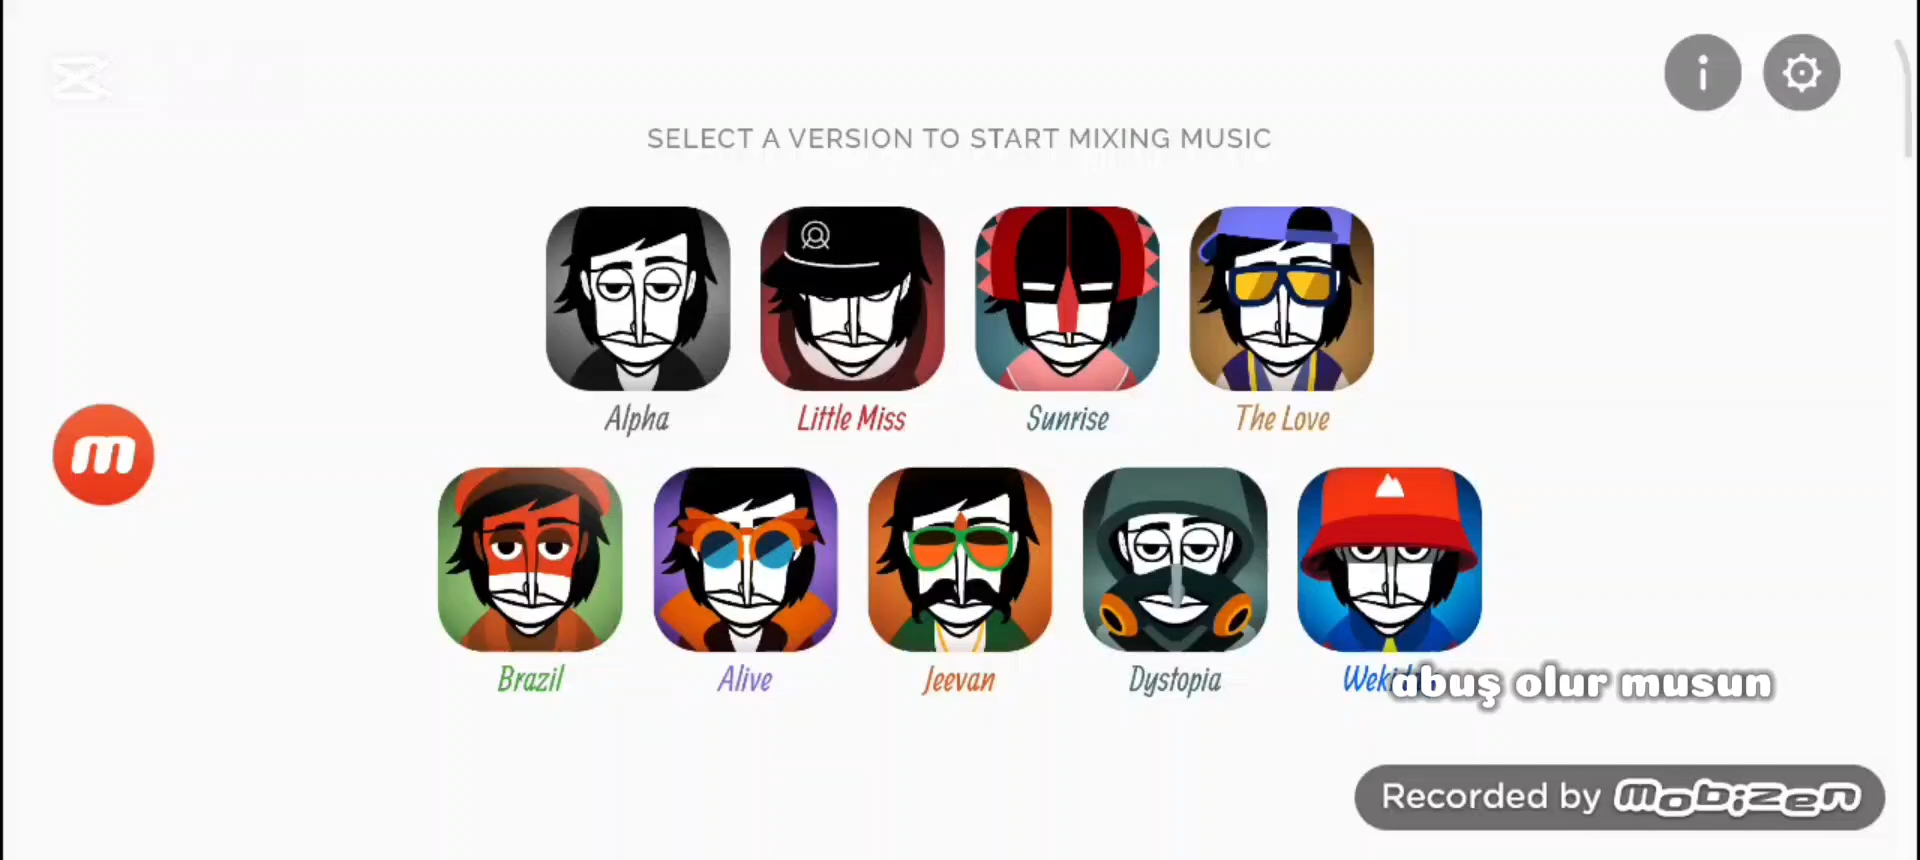 SELECT A VERSION TO START MIXING MUSIC
Alpha
Little Miss
Sunrise
The Love
Brazil
Alive
Jeevan
Dystopia
abuş olur musun
Recorded by mobizen